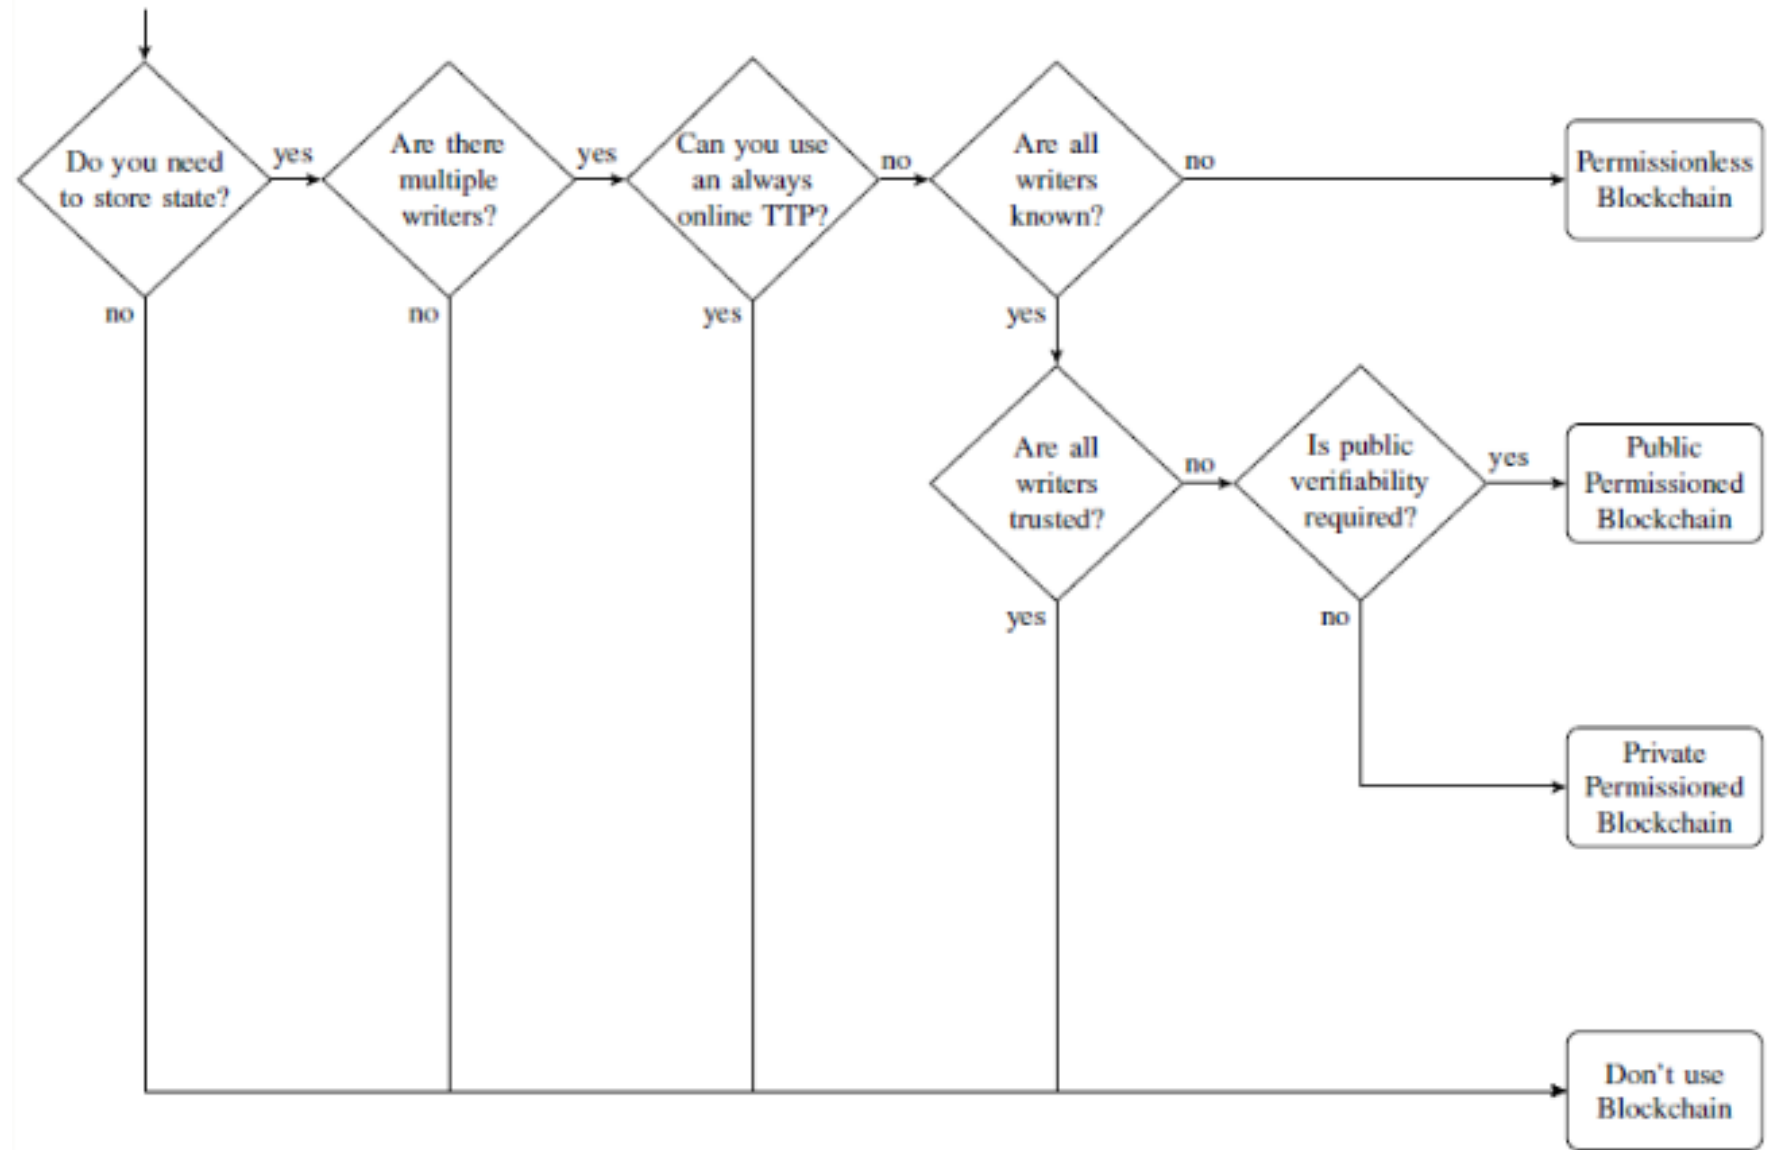 Do you need
to store state?
yes
no
Are there
multiple
writers?
yes
no
Can you use
an always
online TTP?
no
yes
Are all
writers
known?
no
yes
Permissionless
Blockchain
Are all
writers
trusted?
no
yes
Is public
verifiability
required?
yes
no
Public
Permissioned
Blockchain
Private
Permissioned
Blockchain
Don't use
Blockchain